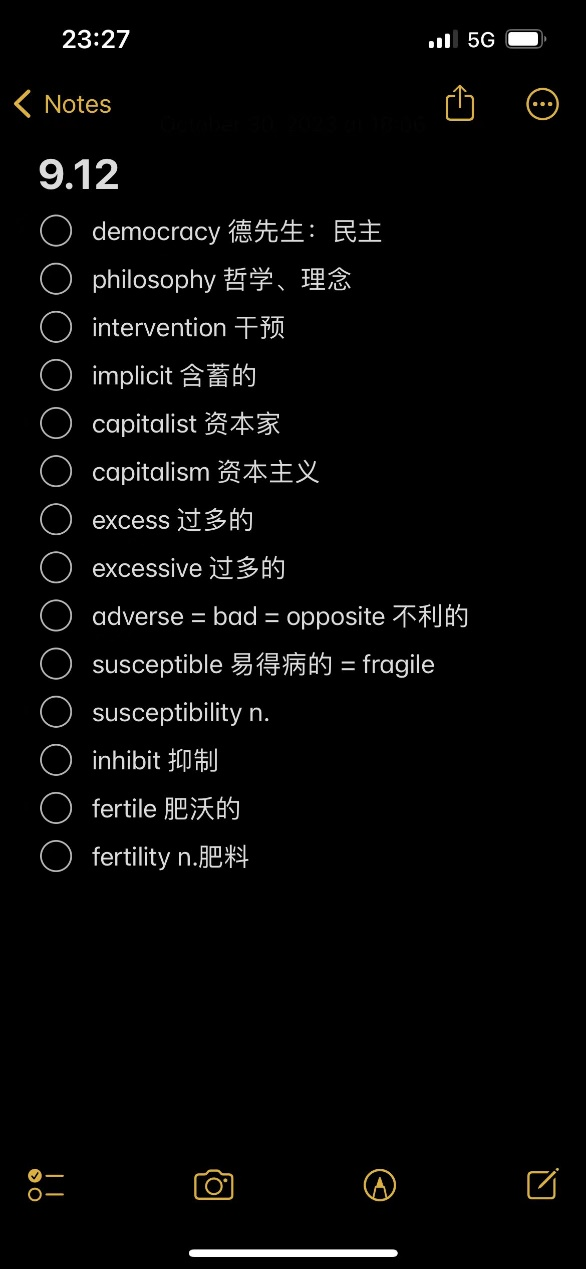 23:27
5G
Notes
9.12
democracy 德先生：民主
philosophy 哲学、理念
intervention 干预
implicit 含蓄的
capitalist 资本家
capitalism 资本主义
excess 过多的
excessive 过多的
adverse = bad = opposite 不利的
susceptible 易得病的 = fragile
susceptibility n.
inhibit 抑制
fertile 肥沃的
fertility n.肥料